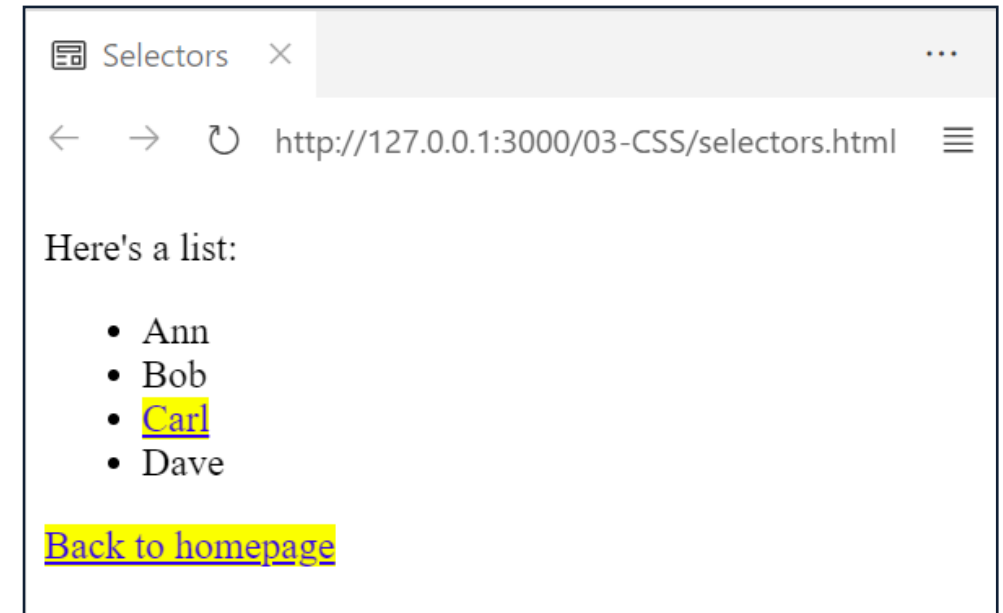 Selectors
http://127.0.0.1:3000/03-CSS/selectors.html
Here's a list:
• Ann
• Bob
• Carl
• Dave
Back to homepage